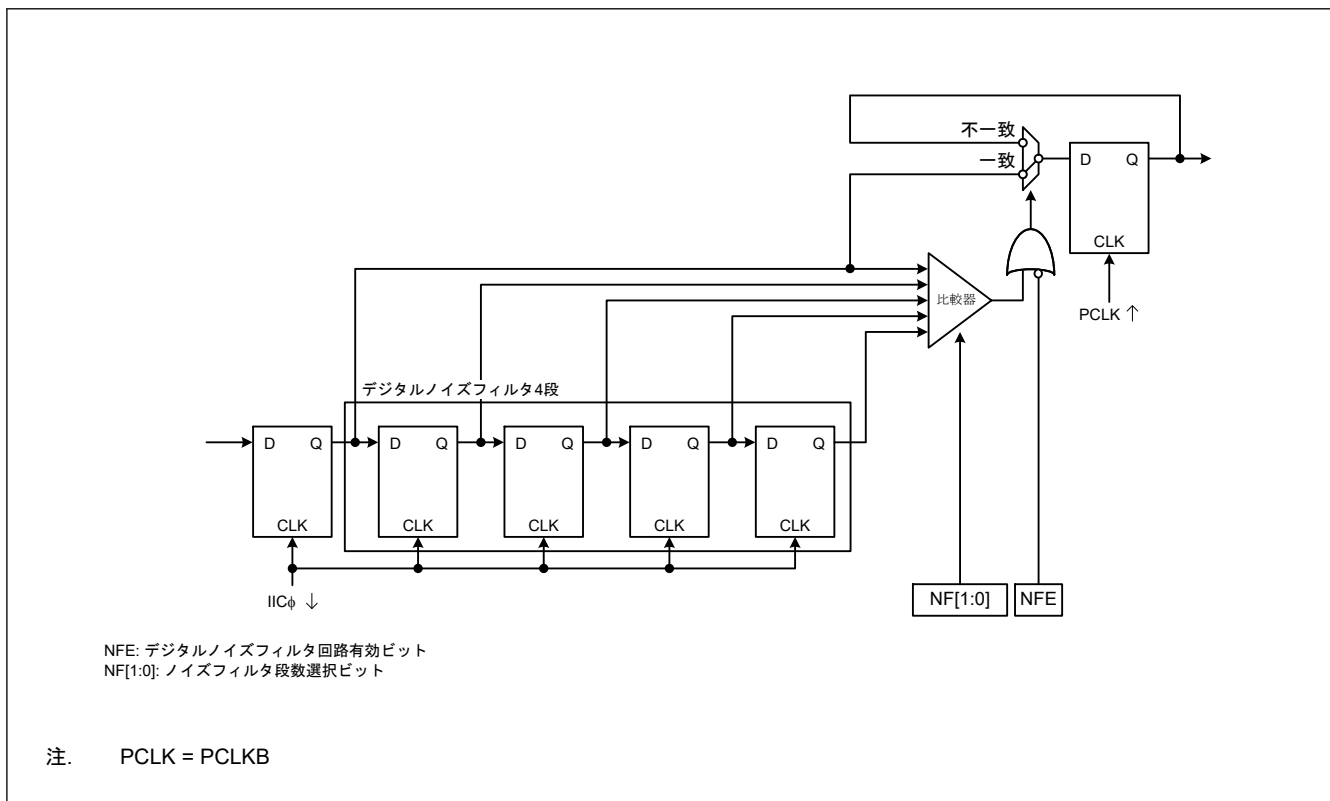 不一致
一致
D Q
CLK
PCLK ↑
比較器
デジタルノイズフィルタ4段
D Q
D Q
D Q
D Q
D Q
CLK
CLK
CLK
CLK
CLK
IICφ ↓
NF[1:0]
NFE
NFE: デジタルノイズフィルタ回路有効ビット
NF[1:0]: ノイズフィルタ段数選択ビット
注. PCLK = PCLKB